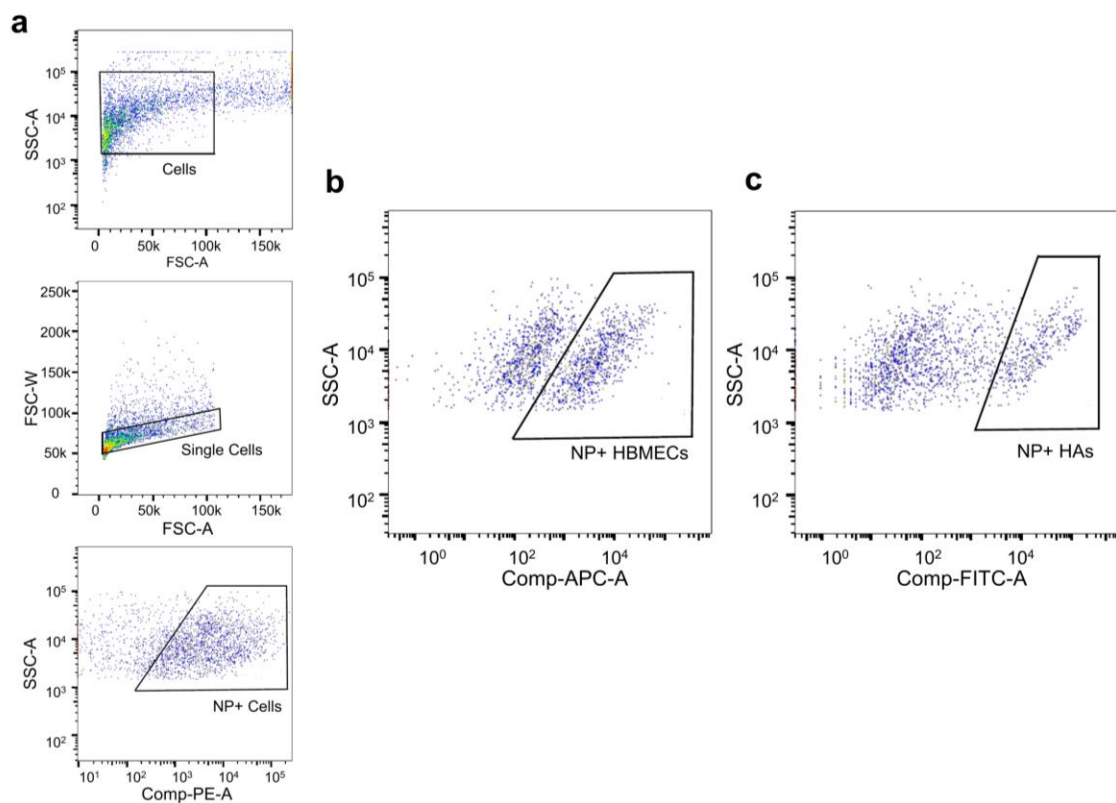 a
SSC-A
10^5
10^4
10^3
10^2
Cells
0 50k 100k 150k
FSC-A
FSC-W
250k
200k
150k
100k
50k
0
Single Cells
0 50k 100k 150k
FSC-A
SSC-A
10^5
10^4
10^3
10^2
NP+ Cells
10^1 10^2 10^3 10^4 10^5
Comp-PE-A
b
SSC-A
10^5
10^4
10^3
10^2
NP+ HBMECs
10^0 10^2 10^4
Comp-APC-A
c
SSC-A
10^5
10^4
10^3
10^2
NP+ HAs
10^0 10^2 10^4
Comp-FITC-A